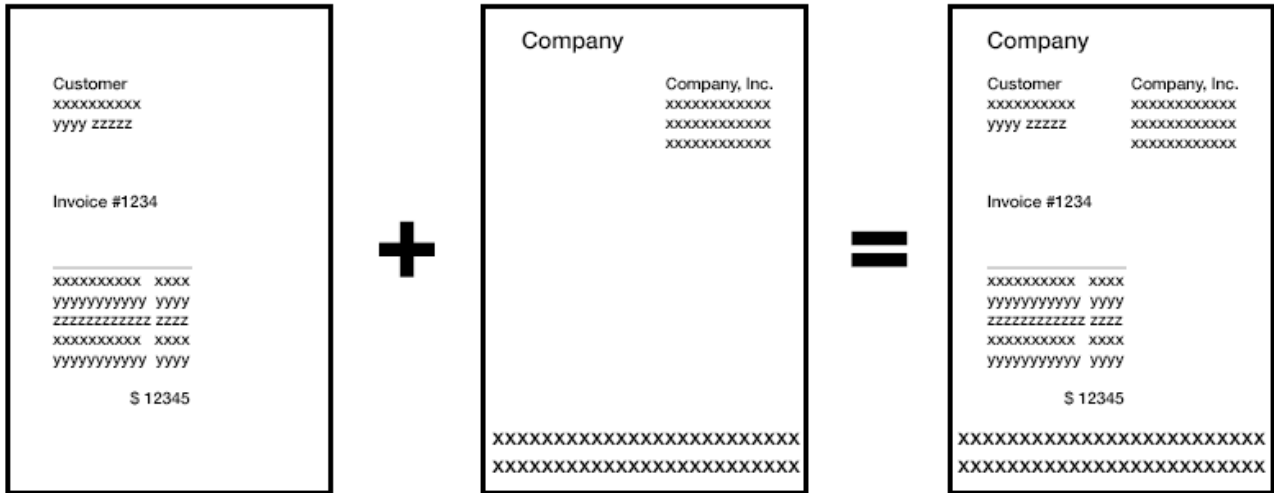 Customer
xxxxxxxxxx
yyyy zzzzz
Invoice #1234
xxxxxxxxxx xxxx
yyyyyyyyyyy yyyy
zzzzzzzzzzzz zzzz
xxxxxxxxxx xxxx
yyyyyyyyyyy yyyy
$ 12345
+
Company
Company, Inc.
xxxxxxxxxxxx
xxxxxxxxxxxx
xxxxxxxxxxxx
xxxxxxxxxxxxxxxxxxxxxxxxx
xxxxxxxxxxxxxxxxxxxxxxxxx
=
Company
Customer
xxxxxxxxxx
yyyy zzzzz
Company, Inc.
xxxxxxxxxxxx
xxxxxxxxxxxx
xxxxxxxxxxxx
Invoice #1234
xxxxxxxxxx xxxx
yyyyyyyyyyy yyyy
zzzzzzzzzzzz zzzz
xxxxxxxxxx xxxx
yyyyyyyyyyy yyyy
$ 12345
xxxxxxxxxxxxxxxxxxxxxxxxx
xxxxxxxxxxxxxxxxxxxxxxxxx